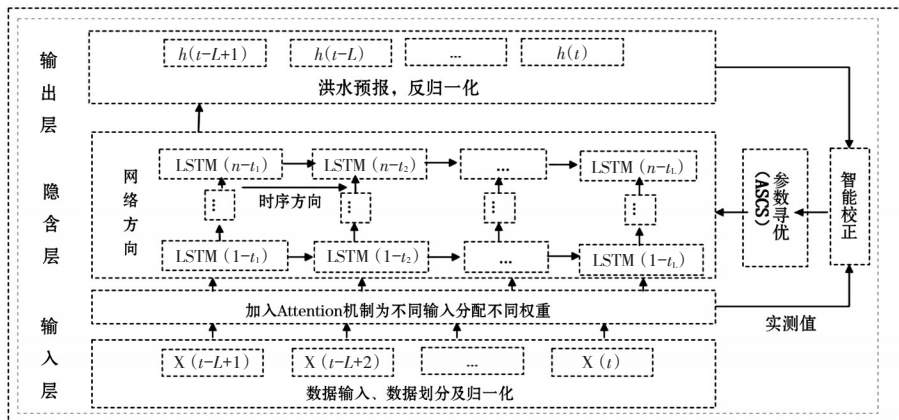 输出层
h(t-L+1) h(t-L) ... h(t)
洪水预报，反归一化
隐含层
网络方向
LSTM（n-t₁） LSTM（n-t₂） ... LSTM（n-t_L）
... 时序方向 ... ... ...
LSTM（1-t₁） LSTM（1-t₂） ... LSTM（1-t_L）
参数寻优
（ASCS）
智能校正
实测值
输入层
加入Attention机制为不同输入分配不同权重
X（t-L+1） X（t-L+2） ... X（t）
数据输入、数据划分及归一化